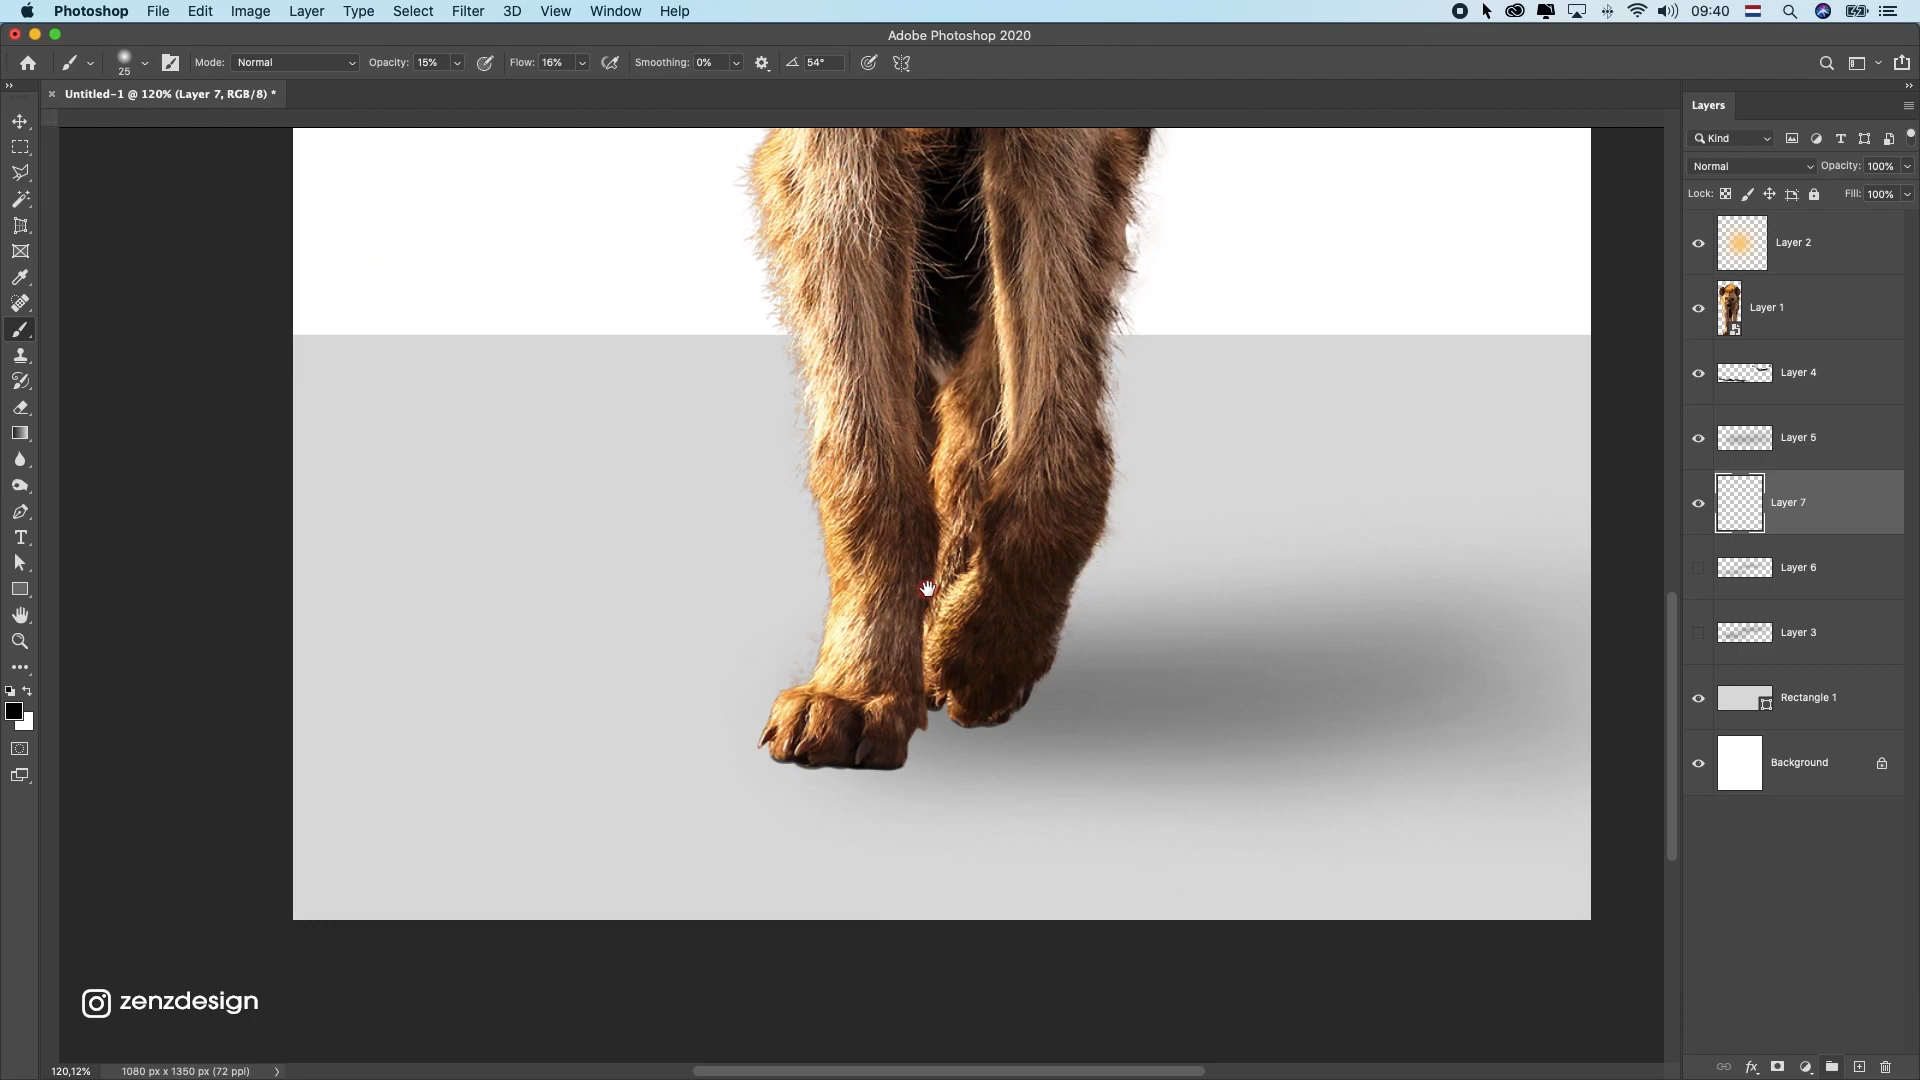 Photoshop File Edit Image Layer Type Select Filter 3D View Window Help 09:40
Adobe Photoshop 2020
25 Mode: Normal Opacity: 15% Flow: 16% Smoothing: 0% 54°
Untitled-1 @ 120% (Layer 7, RGB/8) *
Layers
Kind
Normal Opacity: 100%
Lock: Fill: 100%
Layer 2
Layer 1
Layer 4
Layer 5
Layer 7
Layer 6
Layer 3
Rectangle 1
Background
zenzdesign
120,12% 1080 px x 1350 px (72 ppi)